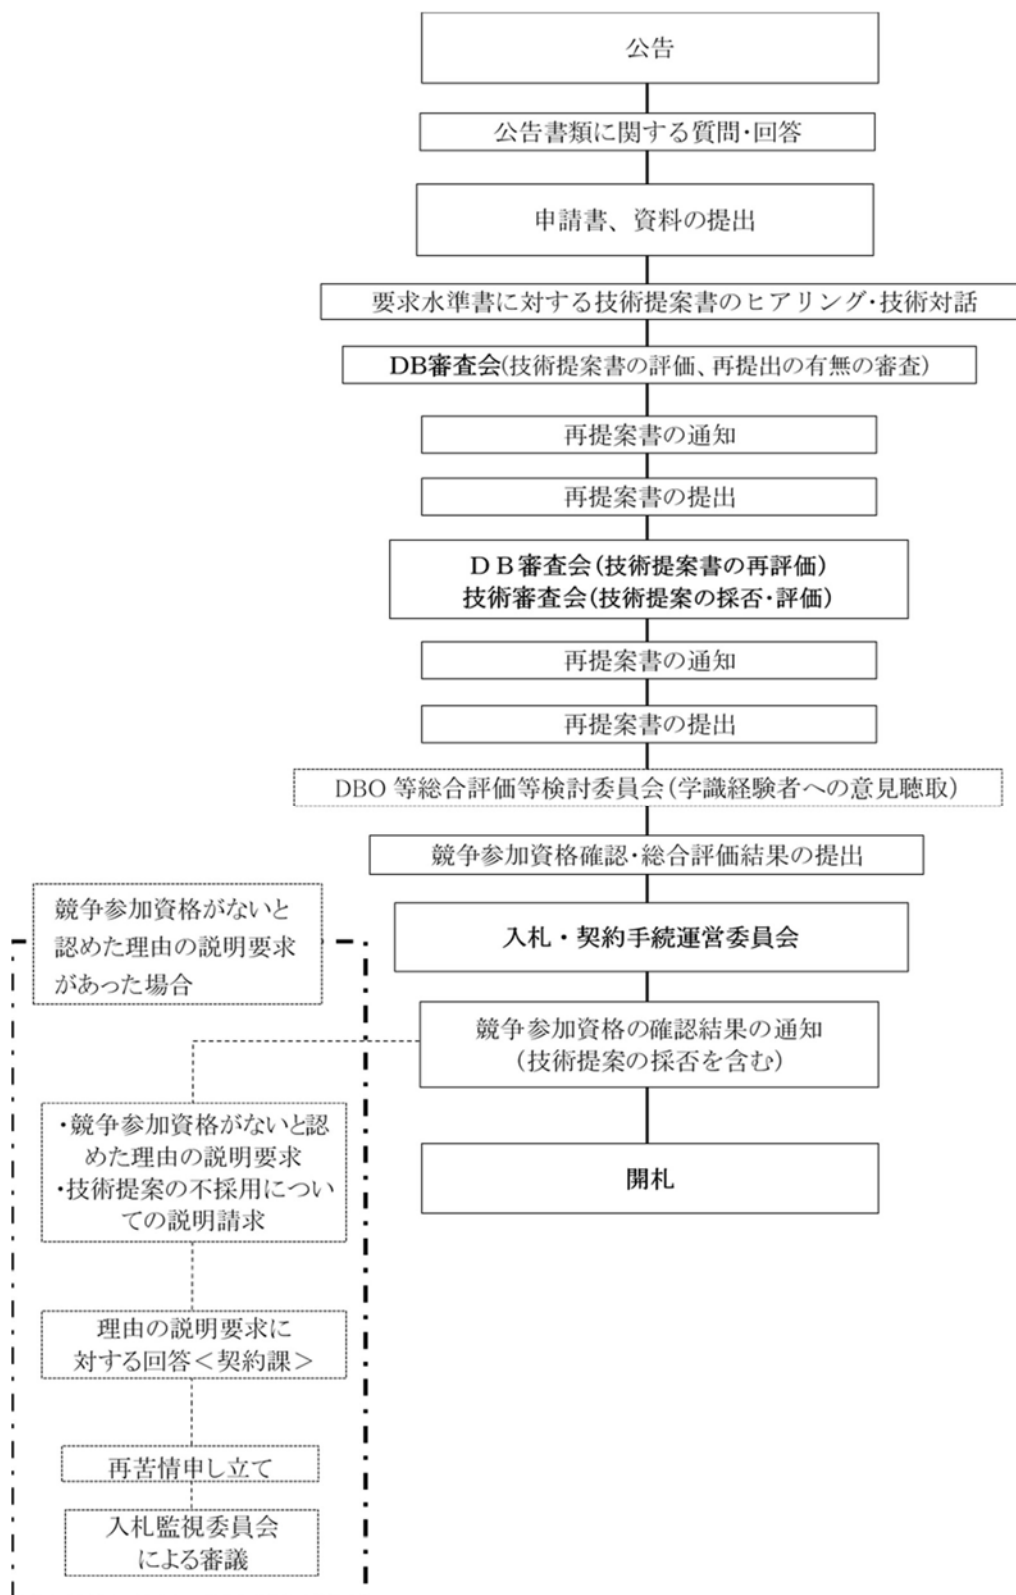 公告
公告書類に関する質問・回答
申請書、資料の提出
要求水準書に対する技術提案書のヒアリング・技術対話
DB審査会(技術提案書の評価、再提出の有無の審査)
再提案書の通知
再提案書の提出
ＤＢ審査会(技術提案書の再評価)
技術審査会(技術提案の採否・評価)
再提案書の通知
再提案書の提出
DBO 等総合評価等検討委員会(学識経験者への意見聴取)
競争参加資格確認・総合評価結果の提出
入札・契約手続運営委員会
競争参加資格の確認結果の通知
(技術提案の採否を含む)
開札
競争参加資格がないと
認めた理由の説明要求
があった場合
・競争参加資格がないと認
めた理由の説明要求
・技術提案の不採用につい
ての説明請求
理由の説明要求に
対する回答＜契約課＞
再苦情申し立て
入札監視委員会
による審議